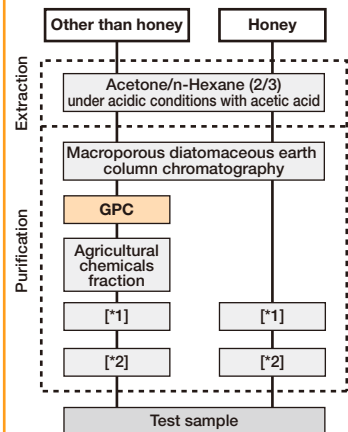 Other than honey
Honey
Extraction
Acetone/n-Hexane (2/3)
under acidic conditions with acetic acid
Purification
Macroporous diatomaceous earth
column chromatography
GPC
Agricultural
chemicals
fraction
[*1]
[*1]
[*2]
[*2]
Test sample